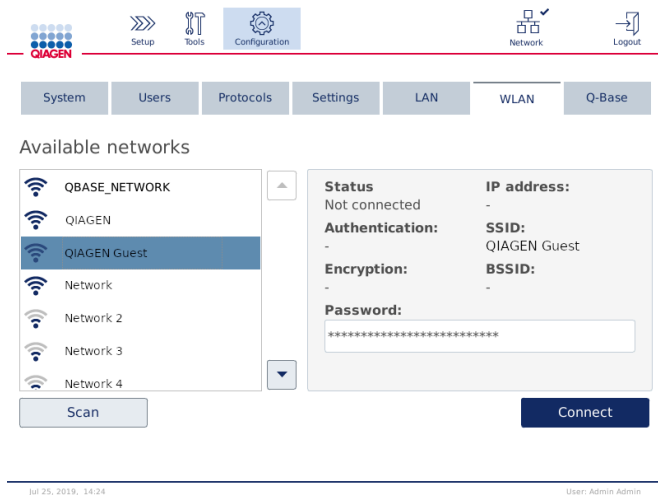 QIAGEN
Setup
Tools
Configuration
Network
Logout
System
Users
Protocols
Settings
LAN
WLAN
Q-Base
Available networks
QBASE_NETWORK
QIAGEN
QIAGEN Guest
Network
Network 2
Network 3
Network 4
Status
Not connected
IP address:
-
Authentication:
-
SSID:
QIAGEN Guest
Encryption:
-
BSSID:
-
Password:
**************************
Scan
Connect
Jul 25, 2019, 14:24
User: Admin Admin